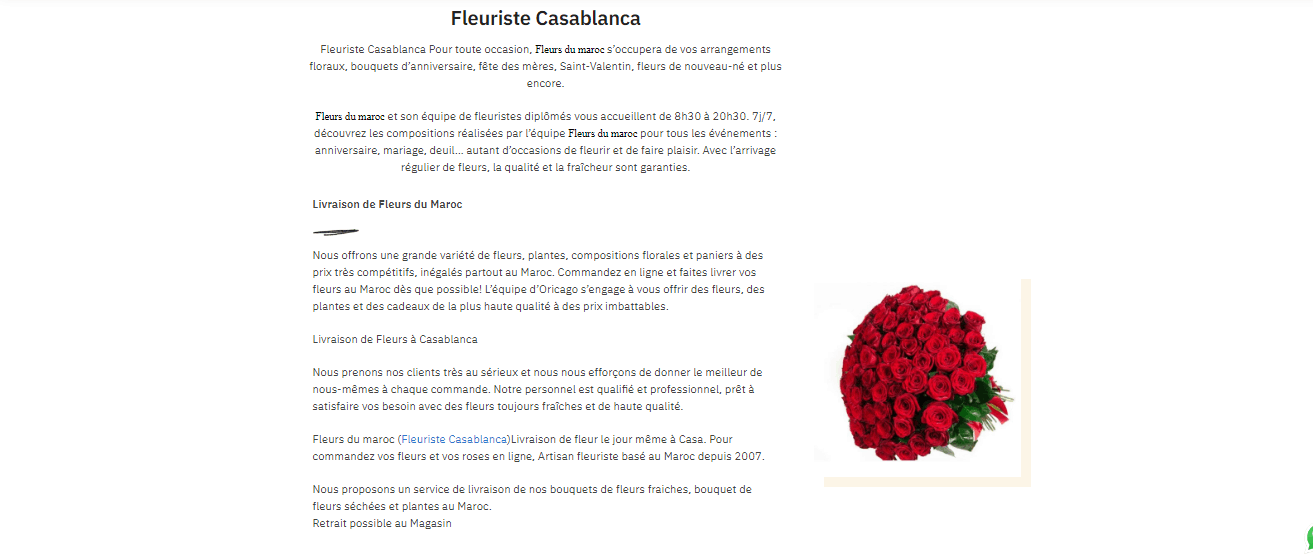 Fleuriste Casablanca
Fleuriste Casablanca Pour toute occasion, Fleurs du maroc s’occupera de vos arrangements
floraux, bouquets d’anniversaire, fête des mères, Saint-Valentin, fleurs de nouveau-né et plus
encore.
Fleurs du maroc et son équipe de fleuristes diplômés vous accueillent de 8h30 à 20h30. 7j/7,
découvrez les compositions réalisées par l’équipe Fleurs du maroc pour tous les événements :
anniversaire, mariage, deuil… autant d’occasions de fleurir et de faire plaisir. Avec l’arrivage
régulier de fleurs, la qualité et la fraîcheur sont garanties.
Livraison de Fleurs du Maroc
Nous offrons une grande variété de fleurs, plantes, compositions florales et paniers à des
prix très compétitifs, inégalés partout au Maroc. Commandez en ligne et faites livrer vos
fleurs au Maroc dès que possible! L’équipe d’Oricago s’engage à vous offrir des fleurs, des
plantes et des cadeaux de la plus haute qualité à des prix imbattables.
Livraison de Fleurs à Casablanca
Nous prenons nos clients très au sérieux et nous nous efforçons de donner le meilleur de
nous-mêmes à chaque commande. Notre personnel est qualifié et professionnel, prêt à
satisfaire vos besoin avec des fleurs toujours fraîches et de haute qualité.
Fleurs du maroc (Fleuriste Casablanca)Livraison de fleur le jour même à Casa. Pour
commandez vos fleurs et vos roses en ligne, Artisan fleuriste basé au Maroc depuis 2007.
Nous proposons un service de livraison de nos bouquets de fleurs fraiches, bouquet de
fleurs séchées et plantes au Maroc.
Retrait possible au Magasin